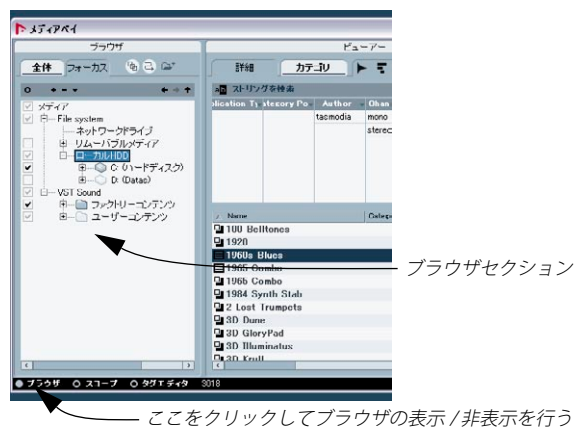 メディアベイ
ブラウザ
ビューアー
全体 フォーカス
詳細 カテゴリ
ストリングを検索
メディア
File system
ネットワークドライブ
リムーバブルメディア
ローカルHDD
C: (ハードディスク)
D: (Datac)
VST Sound
ファクトリーコンテンツ
ユーザーコンテンツ
Author
tasmodia mono
Name
100 Belltones
1920
1960s Blues
1965 Combo
1966 Combo
1984 Synth Stab
2 Lost Trumpets
3D Dune
3D GloryPad
3D Illuminatus
3D Krull
ブラウザ スコープ タグエディタ 3018
ブラウザセクション
ここをクリックしてブラウザの表示 / 非表示を行う